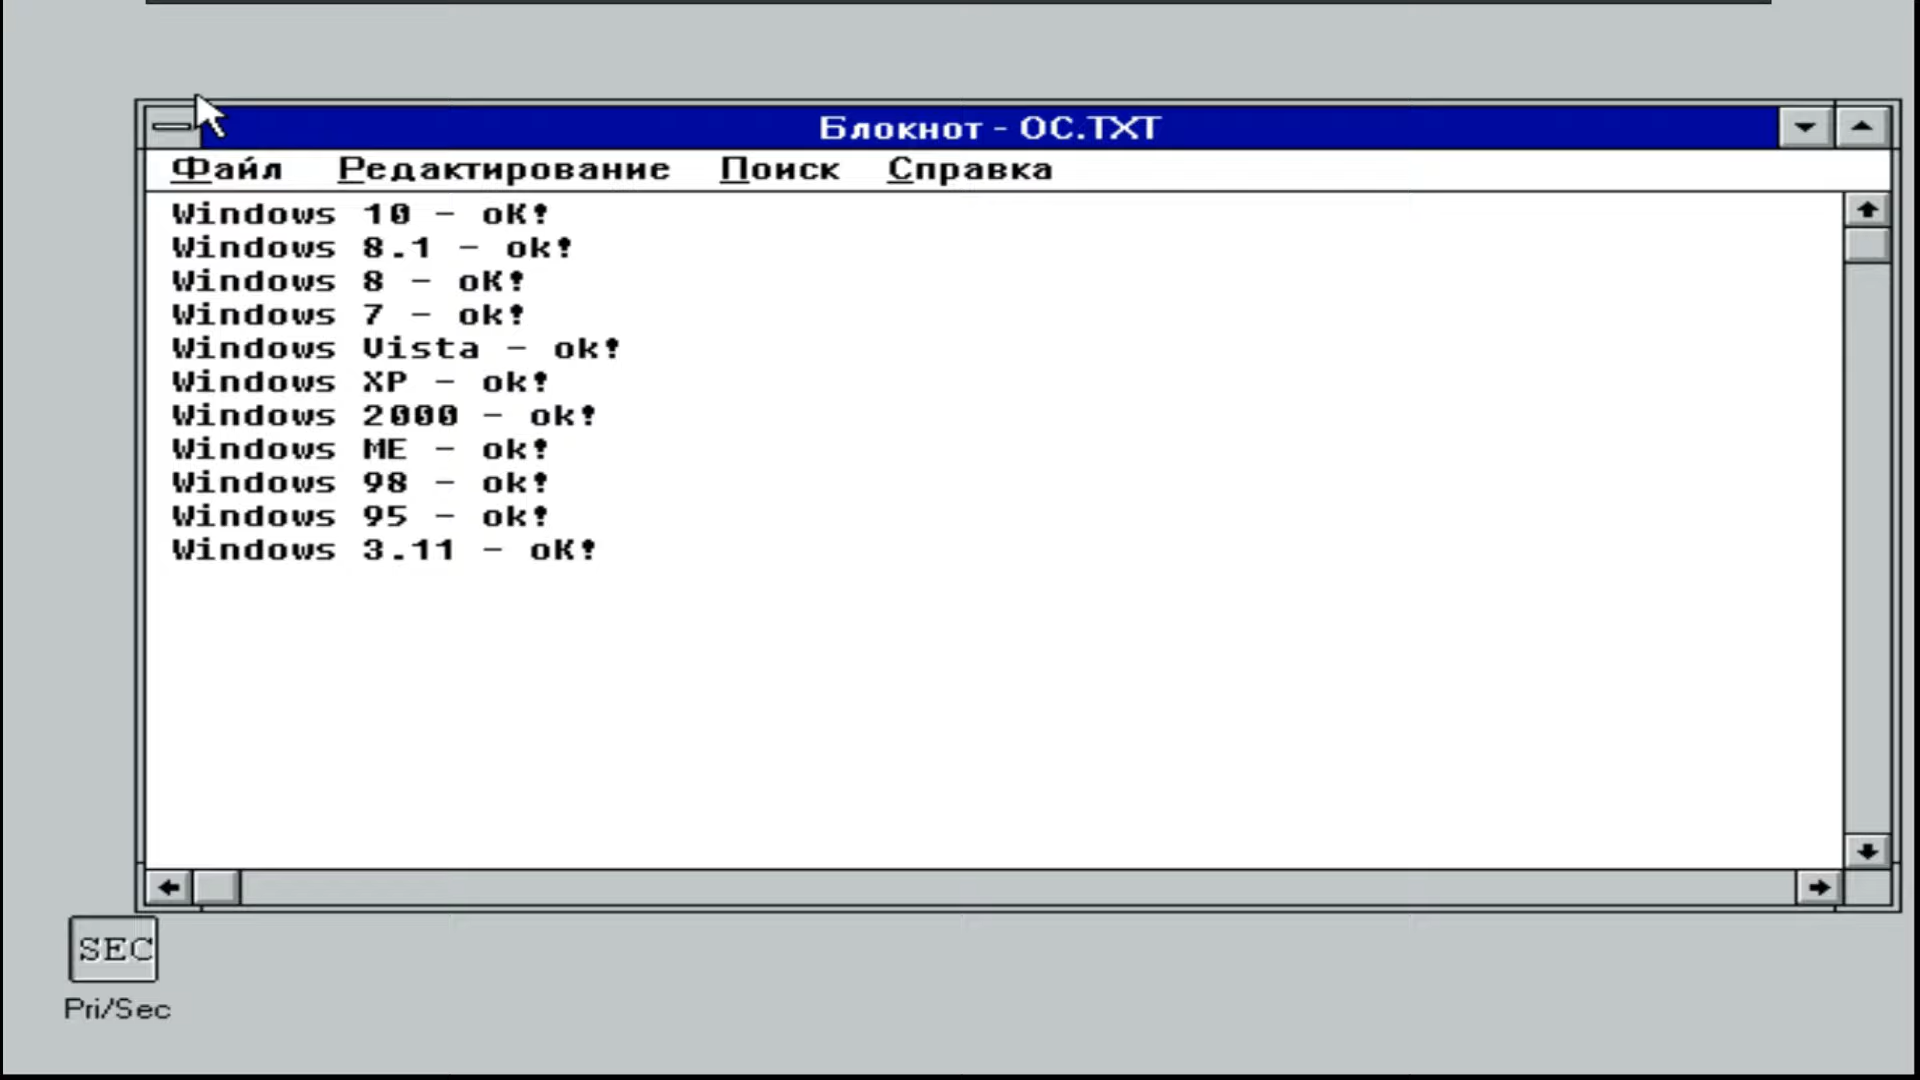 Блокнот - ОС.TXT
Файл Редактирование Поиск Справка
Windows 10 - oK!
Windows 8.1 - ok!
Windows 8 - oK!
Windows 7 - ok!
Windows Vista - ok!
Windows XP - ok!
Windows 2000 - ok!
Windows ME - ok!
Windows 98 - ok!
Windows 95 - ok!
Windows 3.11 - oK!
SEC
Pri/Sec